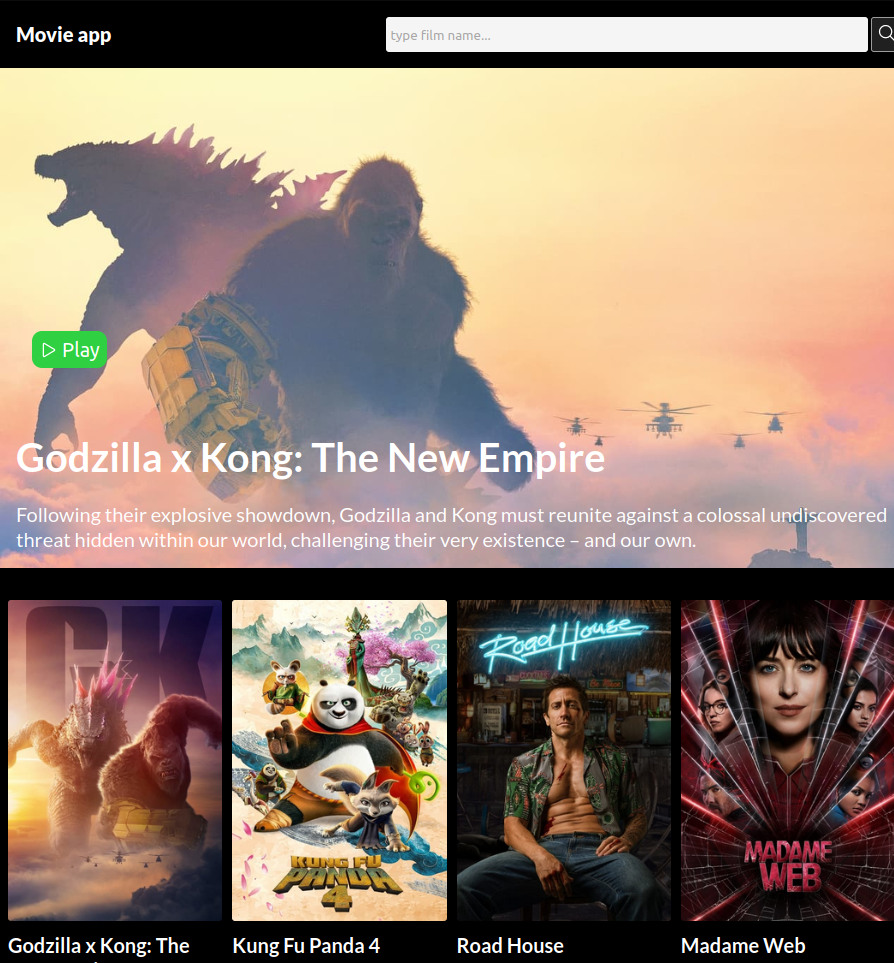 Movie app
type film name...
Play
Godzilla x Kong: The New Empire
Following their explosive showdown, Godzilla and Kong must reunite against a colossal undiscovered
threat hidden within our world, challenging their very existence – and our own.
GK
Road House
KUNG FU
PANDA
4
MADAME
WEB
Godzilla x Kong: The
Kung Fu Panda 4
Road House
Madame Web